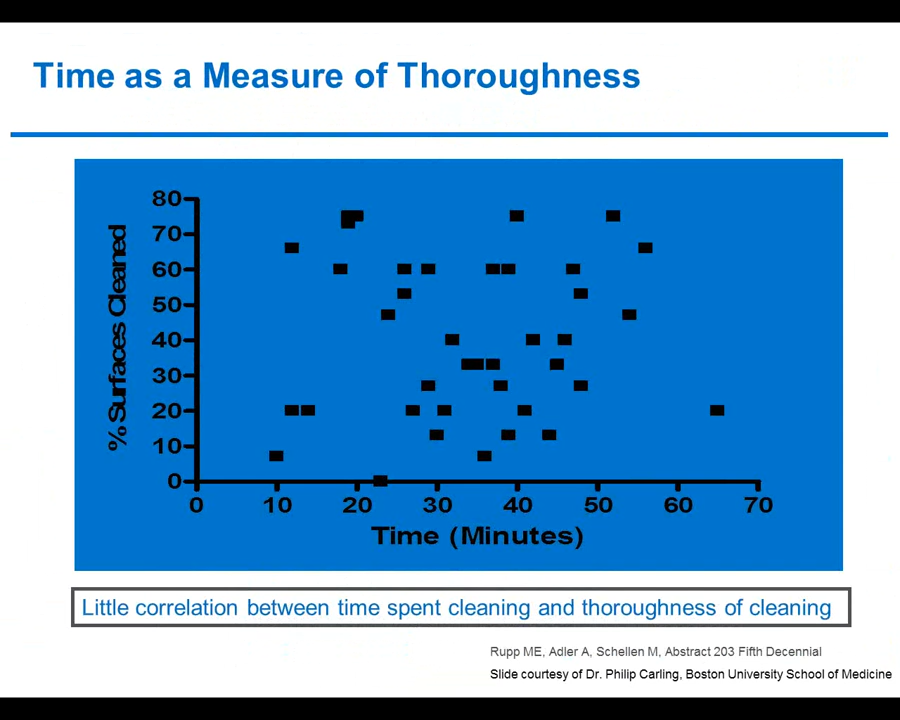 Time as a Measure of Thoroughness
% Surfaces Cleaned
80
70
60
50
40
30
20
10
0
0 10 20 30 40 50 60 70
Time (Minutes)
Little correlation between time spent cleaning and thoroughness of cleaning
Rupp ME, Adler A, Schellen M, Abstract 203 Fifth Decennial
Slide courtesy of Dr. Philip Carling, Boston University School of Medicine